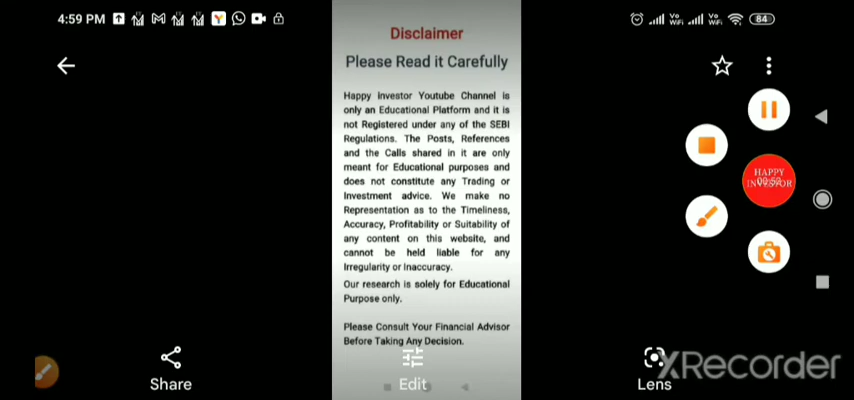 4:59 PM
84
Disclaimer
Please Read it Carefully
Happy Investor Youtube Channel is
only an Educational Platform and it is
not Registered under any of the SEBI
Regulations. The Posts, References
and the Calls shared in it are only
meant for Educational purposes and
does not constitute any Trading or
Investment advice. We make no
Representation as to the Timeliness,
Accuracy, Profitability or Suitability of
any content on this website, and
cannot be held liable for any
Irregularity or Inaccuracy.
Our research is solely for Educational
Purpose only.
Please Consult Your Financial Advisor
Before Taking Any Decision.
HAPPY
INVESTOR
Share
Edit
Lens
XRecorder